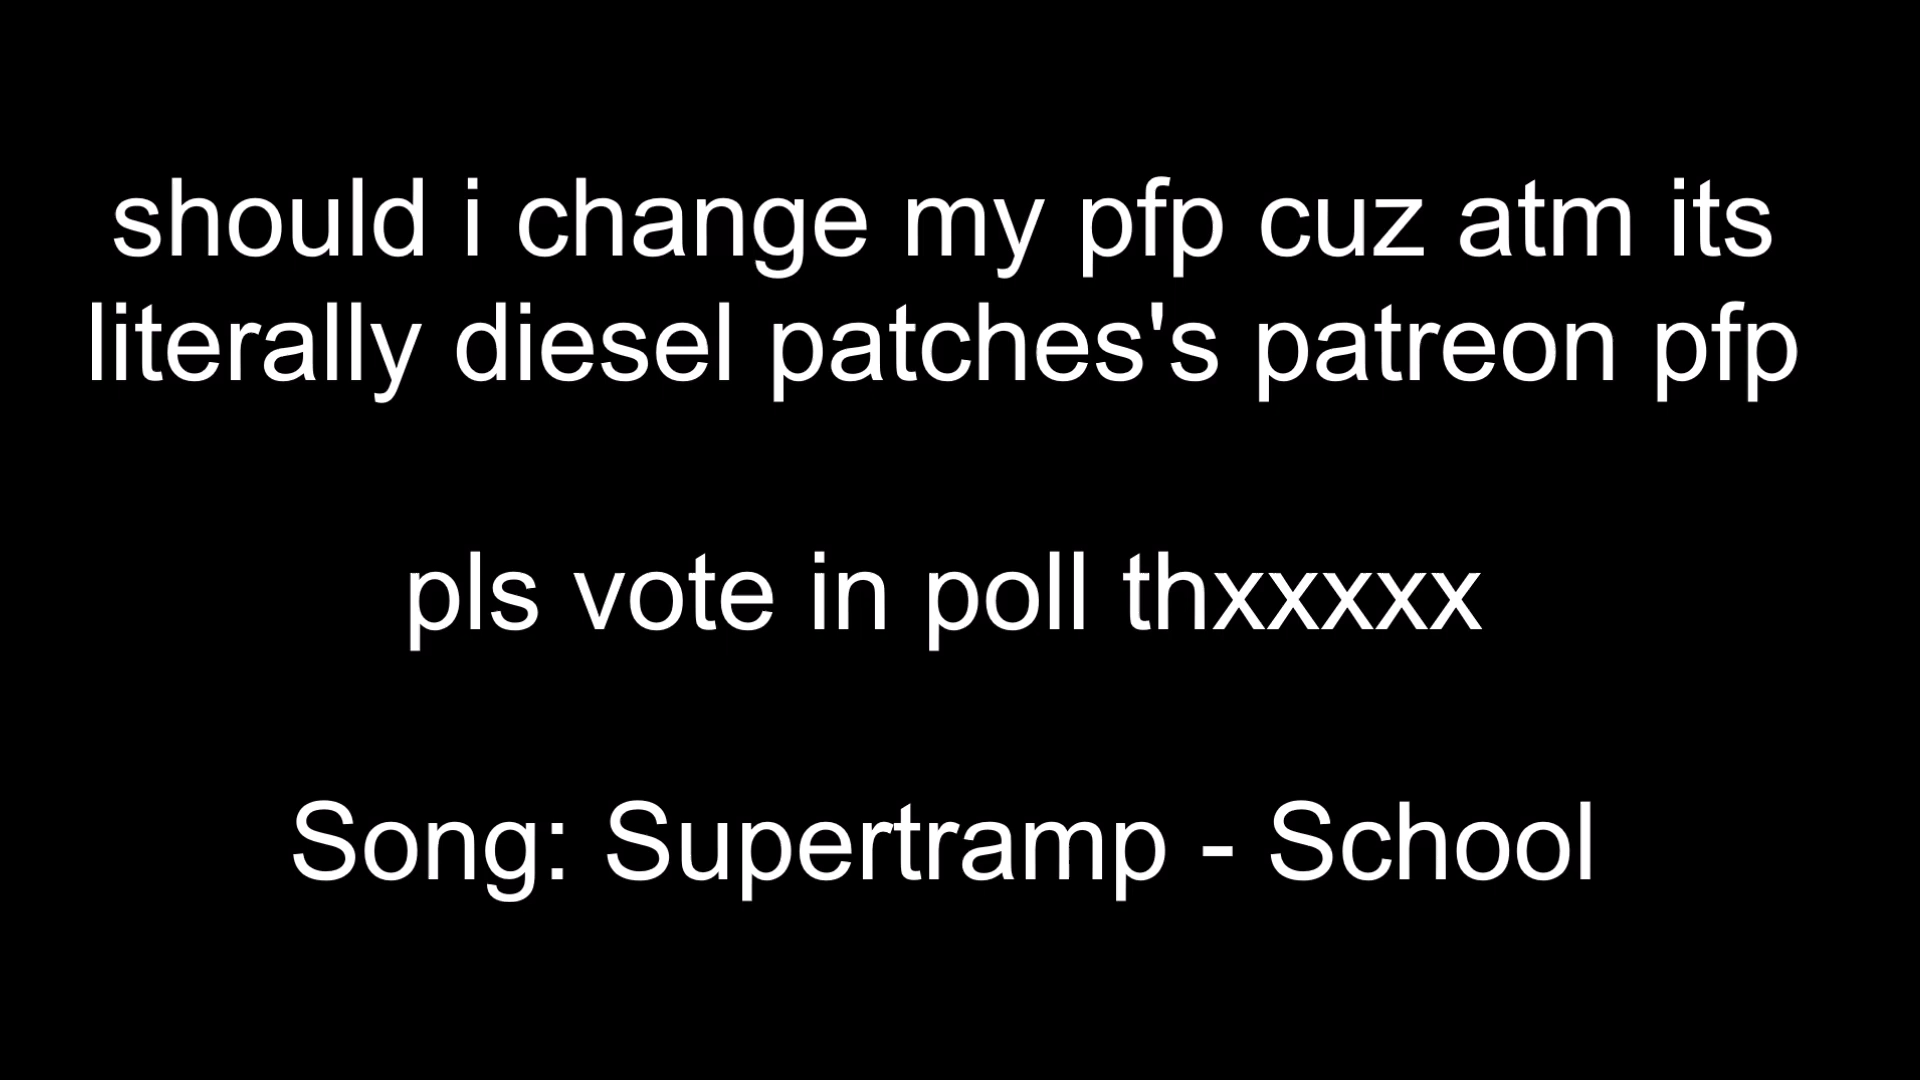 should i change my pfp cuz atm its
literally diesel patches's patreon pfp
pls vote in poll thxxxxx
Song: Supertramp - School